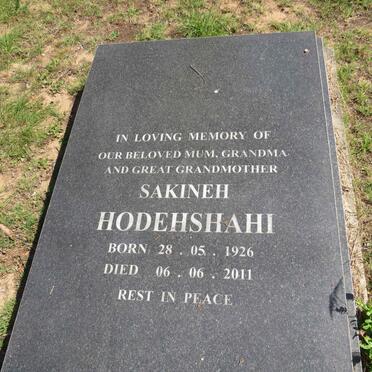 IN LOVING MEMORY OF
OUR BELOVED MUM, GRANDMA
AND GREAT GRANDMOTHER
SAKINEH
HODEHSHAHI
BORN 28 . 05 . 1926
DIED 06 . 06 . 2011
REST IN PEACE